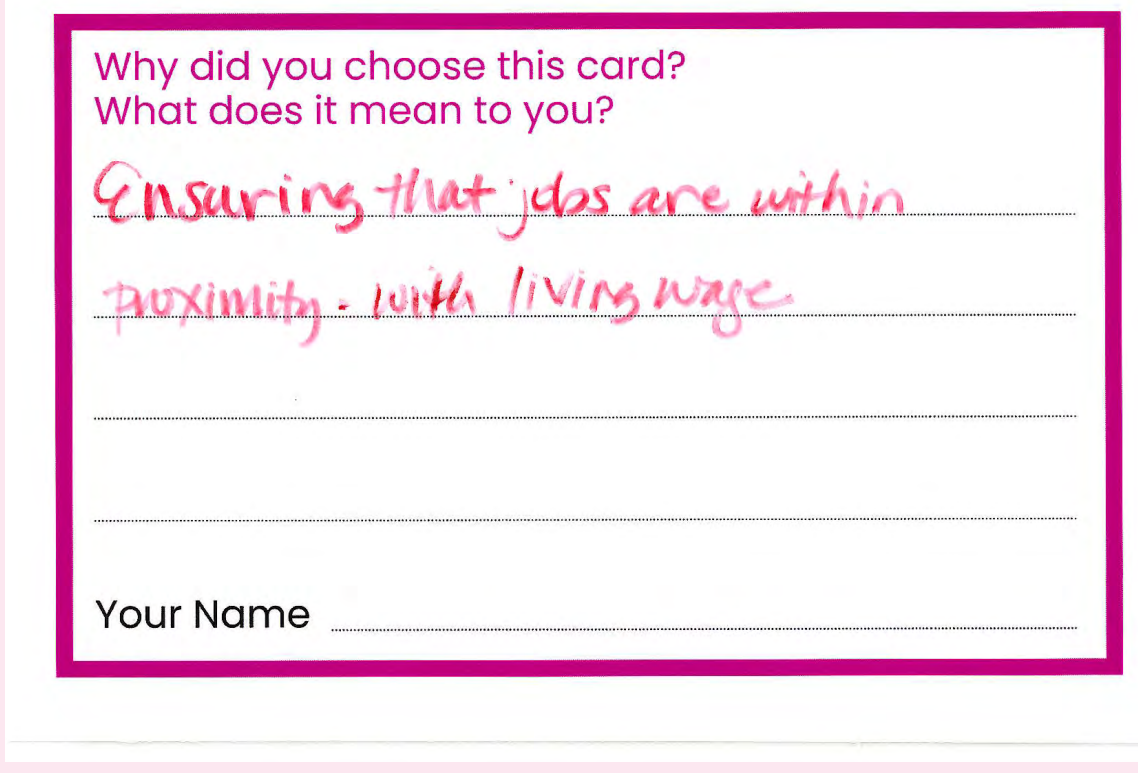 Why did you choose this card?
What does it mean to you?
Ensuring that jobs are within
proximity - with living wage
Your Name